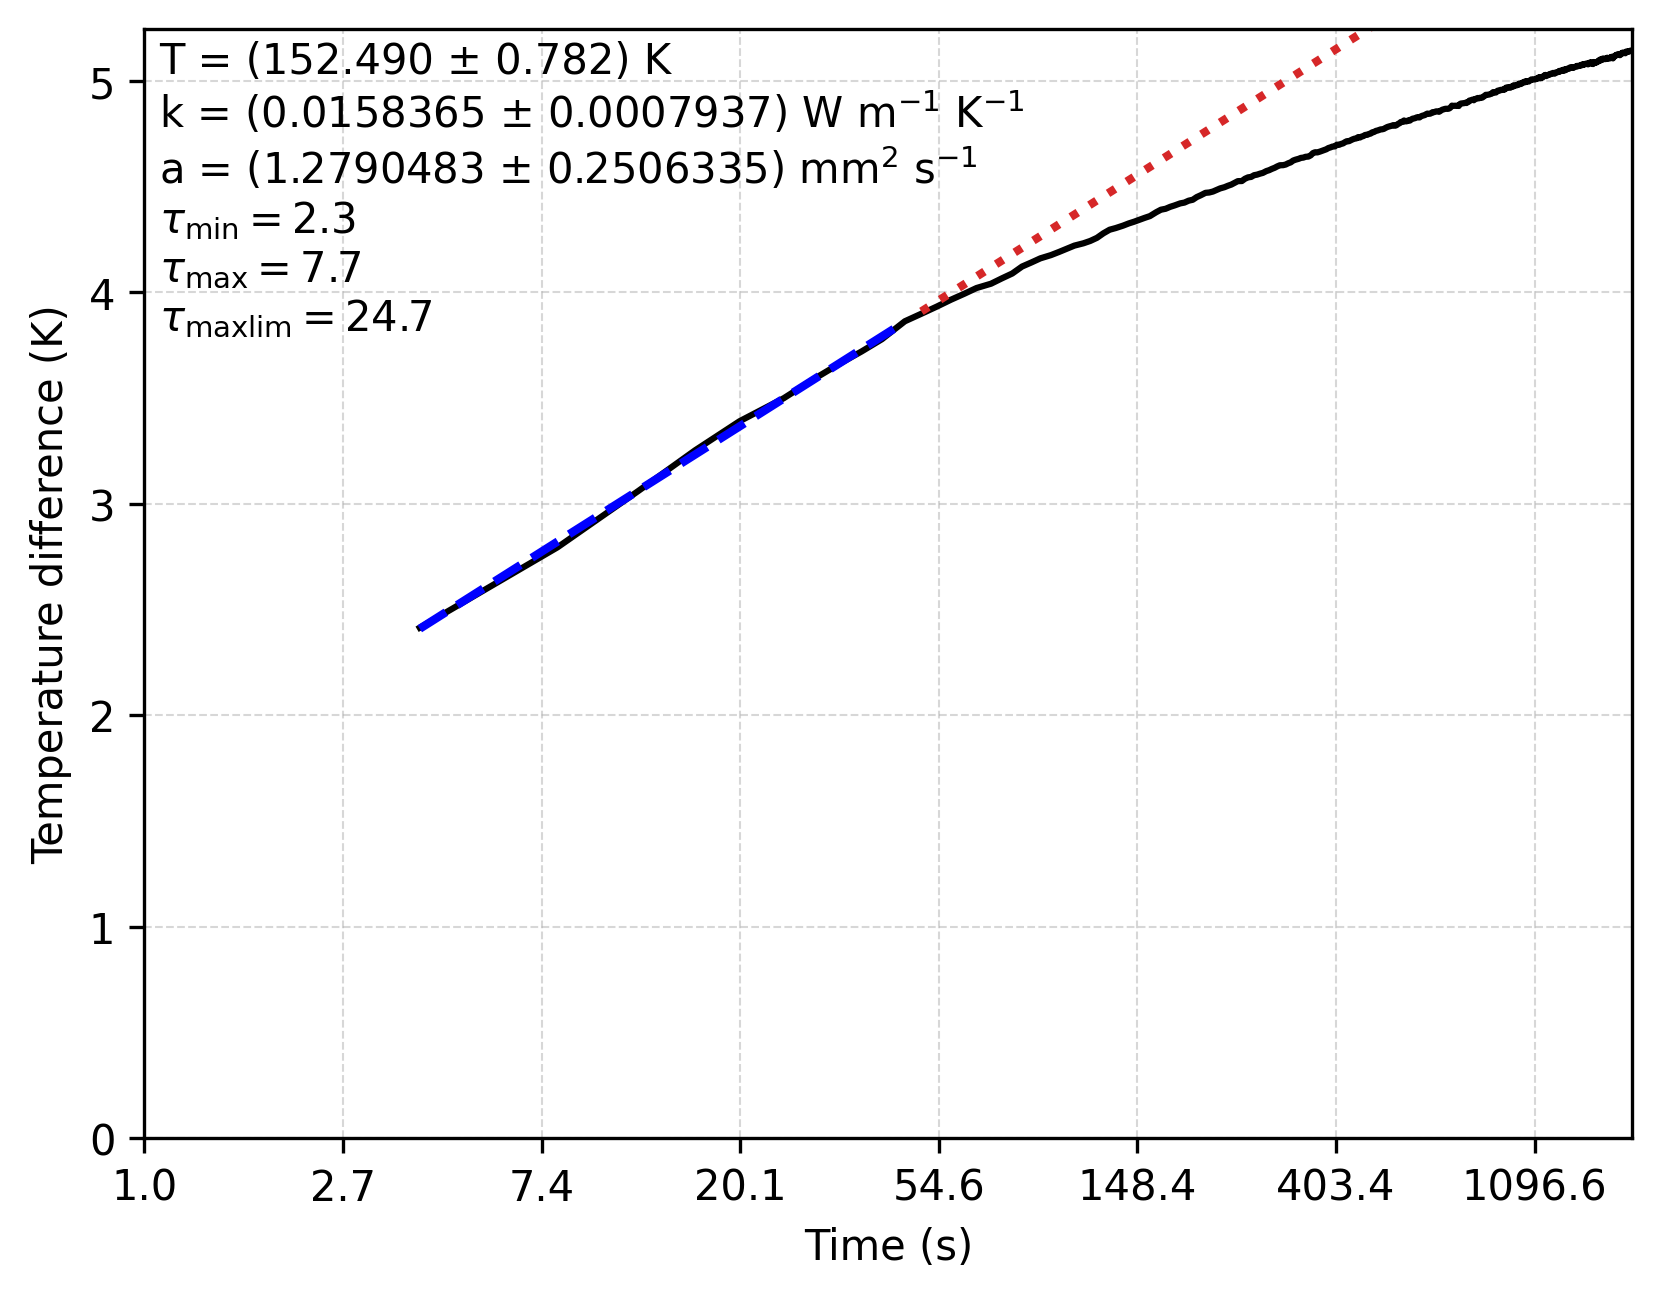 T = (152.490 ± 0.782) K
k = (0.0158365 ± 0.0007937) W m⁻¹ K⁻¹
a = (1.2790483 ± 0.2506335) mm² s⁻¹
τmin = 2.3
τmax = 7.7
τmaxlim = 24.7
Temperature difference (K)
5
4
3
2
1
0
1.0 2.7 7.4 20.1 54.6 148.4 403.4 1096.6
Time (s)